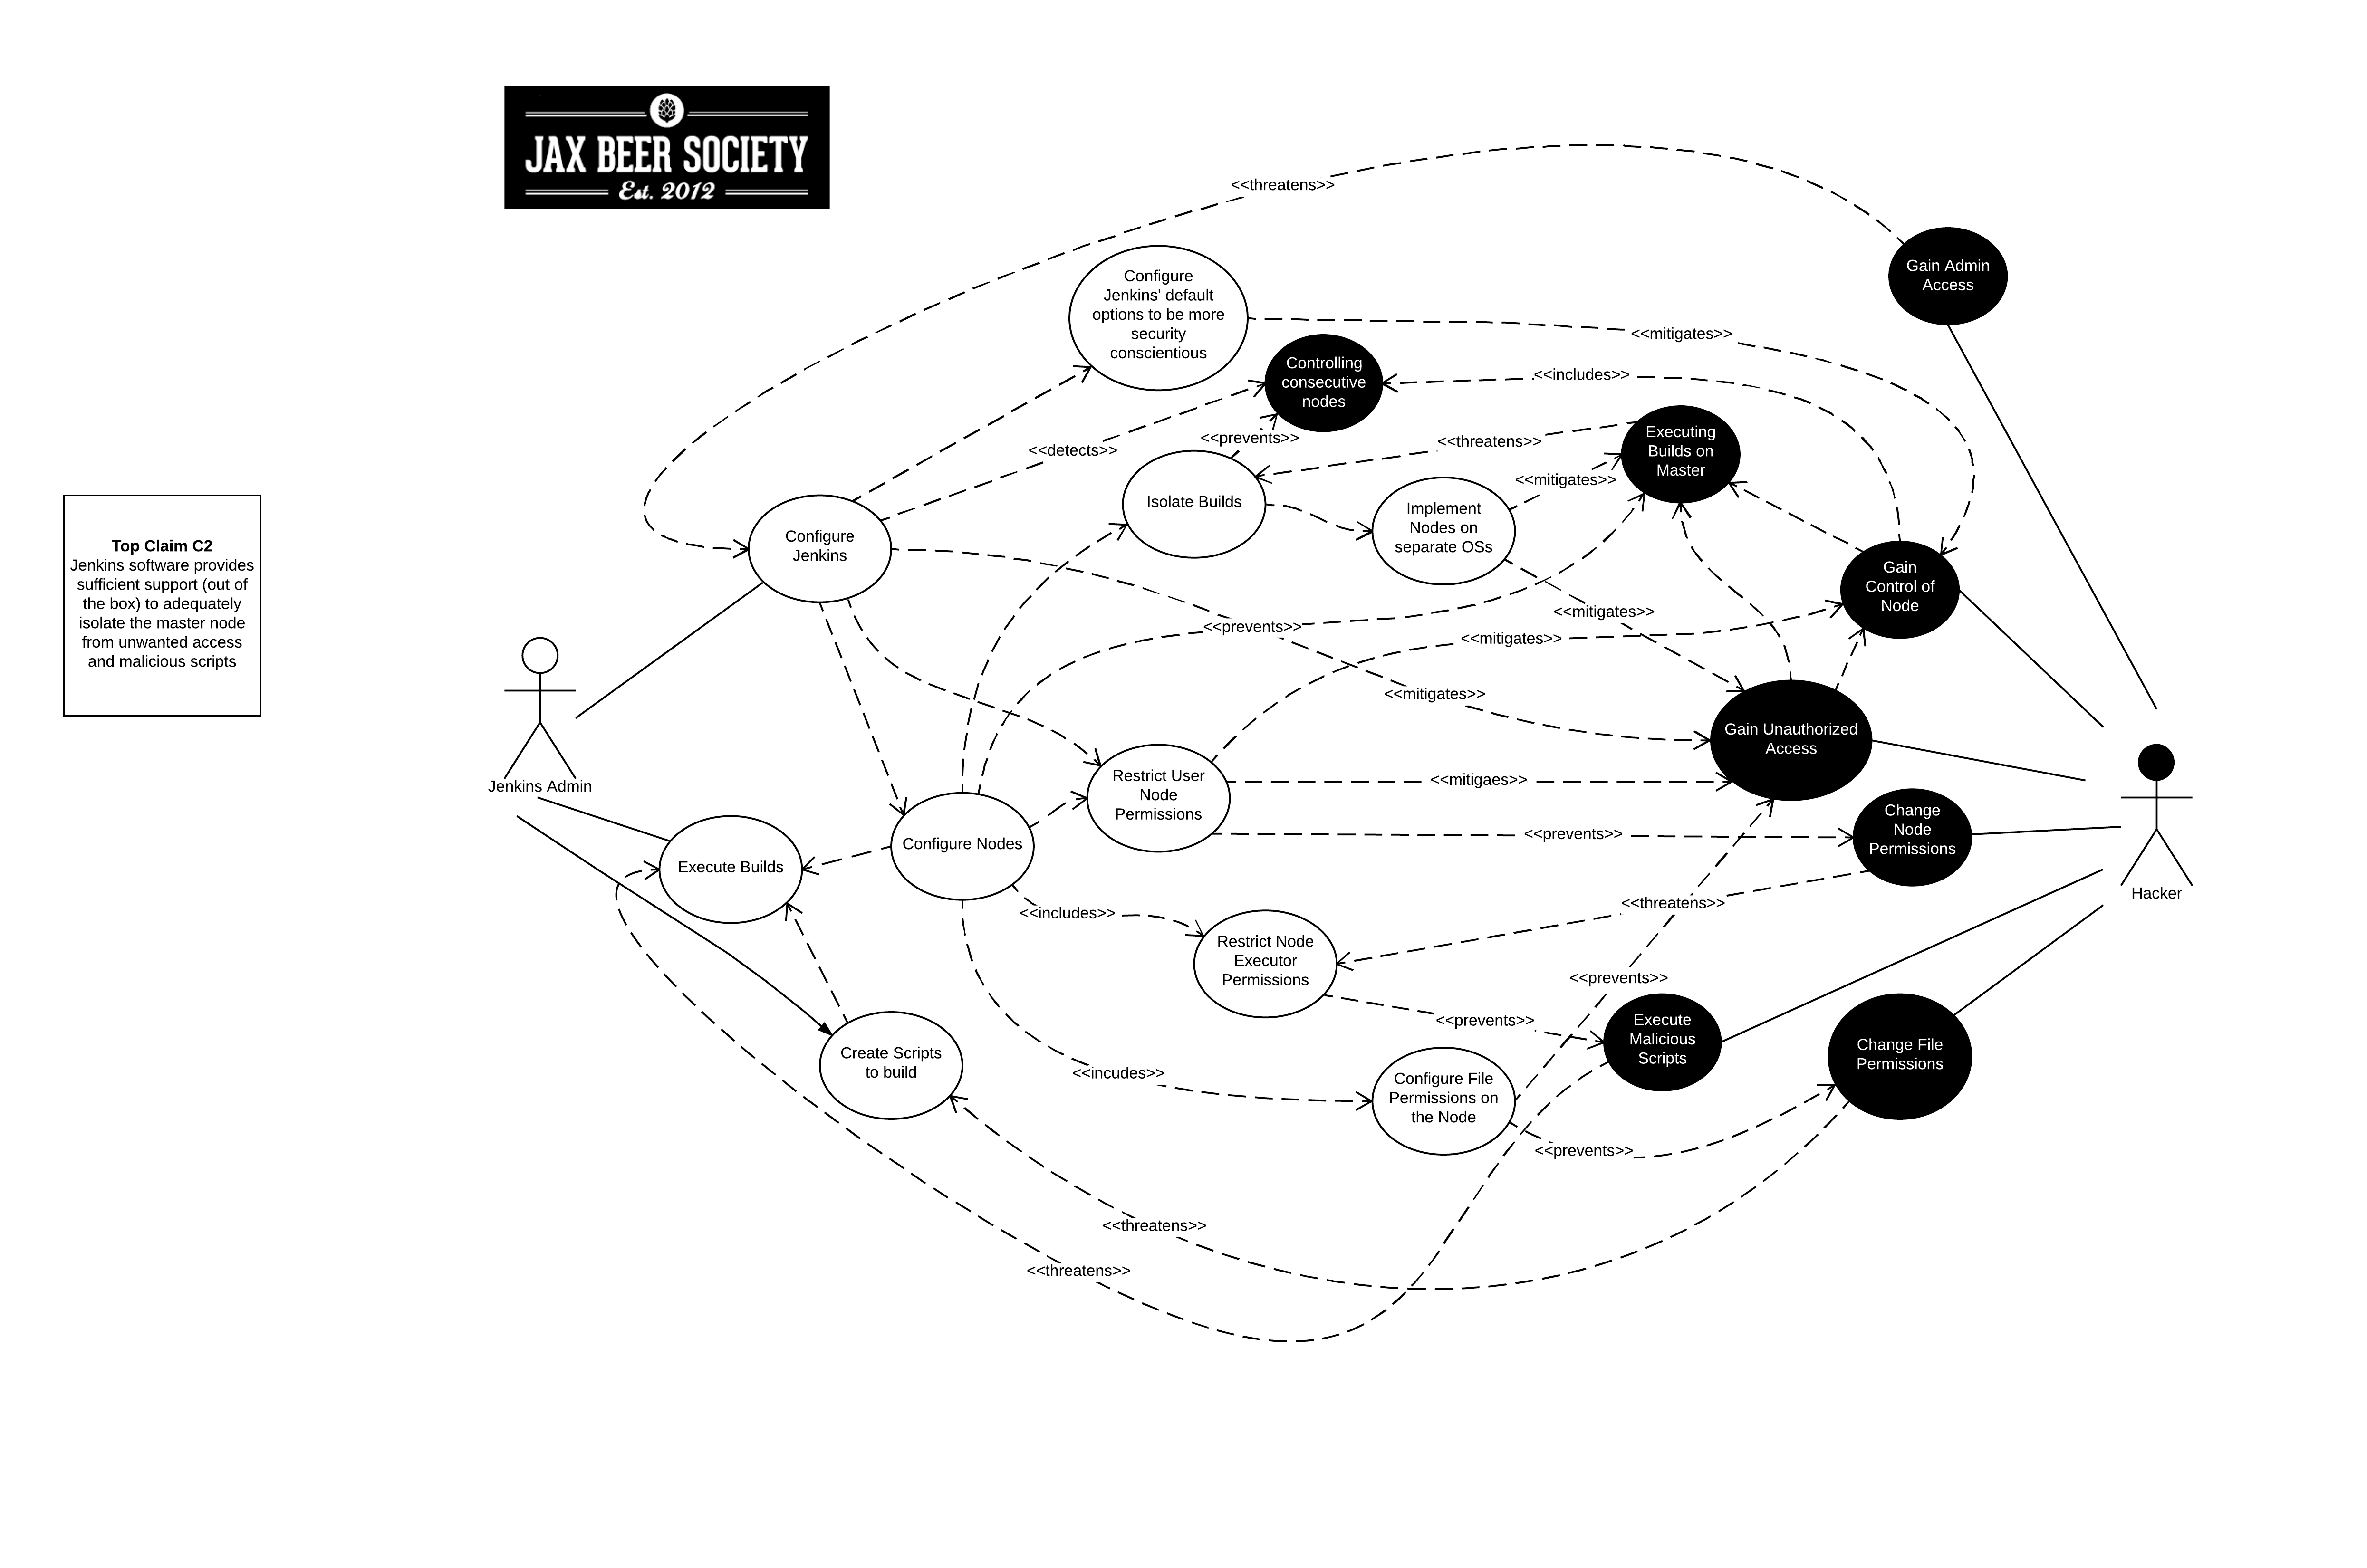 JAX BEER SOCIETY
Est. 2012
<<threatens>>
Gain Admin
Access
Configure
Jenkins' default
options to be more
security
conscientious
<<mitigates>>
Controlling
consecutive
nodes
<<includes>>
Executing
Builds on
Master
<<prevents>>
<<threatens>>
<<detects>>
<<mitigates>>
Isolate Builds
Implement
Nodes on
separate OSs
Configure
Jenkins
Top Claim C2
Jenkins software provides
sufficient support (out of
the box) to adequately
isolate the master node
from unwanted access
and malicious scripts
Gain
Control of
Node
<<mitigates>>
<<prevents>>
<<mitigates>>
<<mitigates>>
Gain Unauthorized
Access
Jenkins Admin
Restrict User
Node
Permissions
<<mitigaes>>
<<prevents>>
Change
Node
Permissions
Configure Nodes
Execute Builds
Hacker
<<includes>>
<<threatens>>
Restrict Node
Executor
Permissions
<<prevents>>
<<prevents>>
Execute
Malicious
Scripts
Change File
Permissions
Create Scripts
to build
<<incudes>>
Configure File
Permissions on
the Node
<<prevents>>
<<threatens>>
<<threatens>>